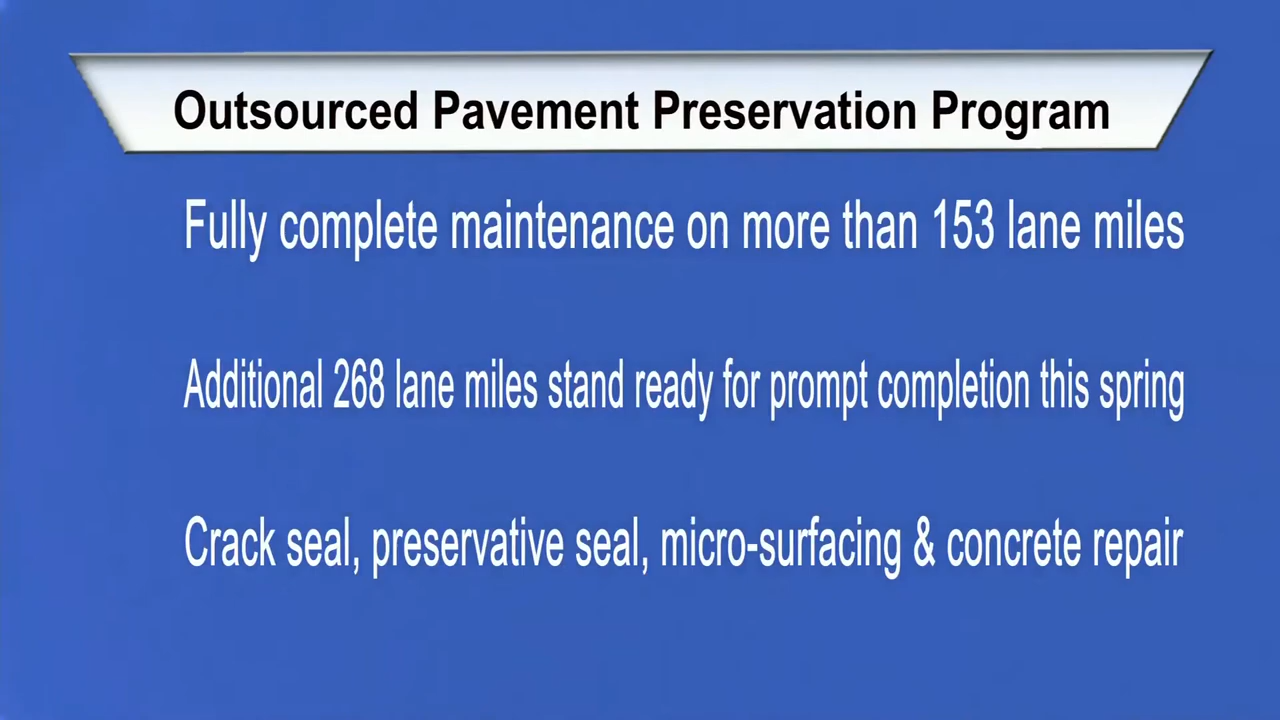 Outsourced Pavement Preservation Program
Fully complete maintenance on more than 153 lane miles
Additional 268 lane miles stand ready for prompt completion this spring
Crack seal, preservative seal, micro-surfacing & concrete repair